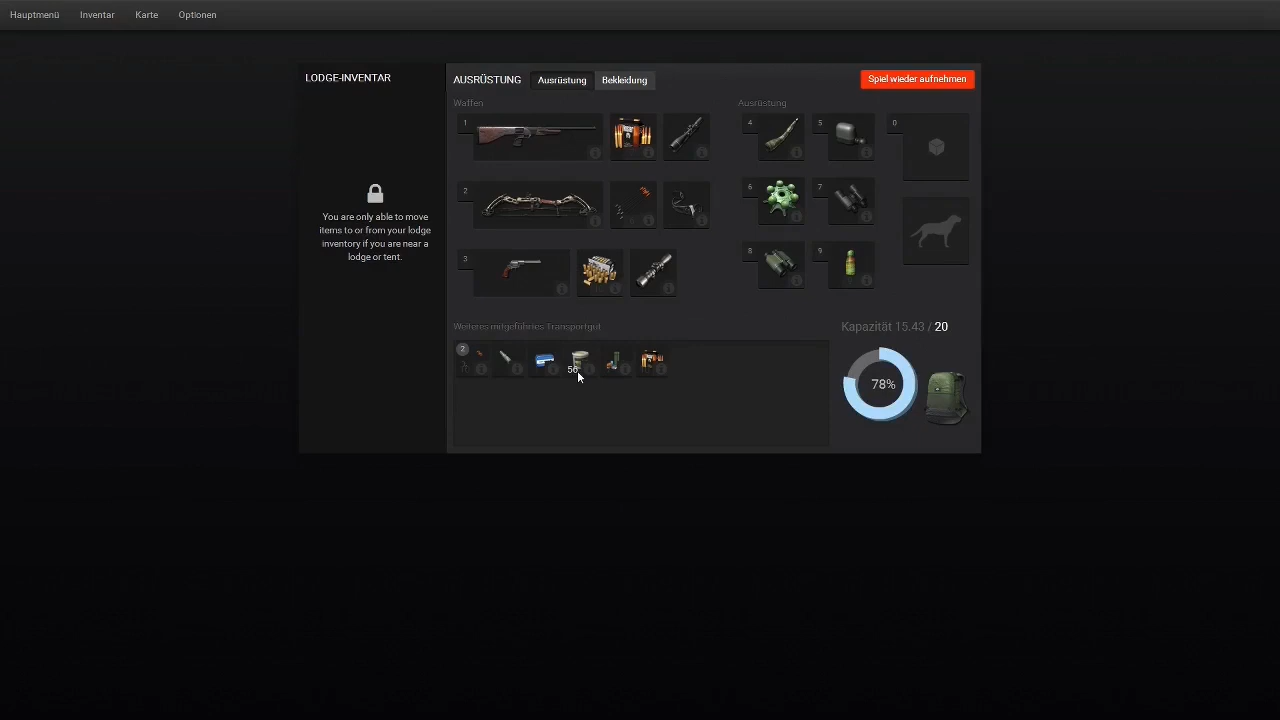 Hauptmenü Inventar Karte Optionen
LODGE-INVENTAR
You are only able to move
items to or from your lodge
inventory if you are near a
lodge or tent.
AUSRÜSTUNG Ausrüstung Bekleidung Spiel wieder aufnehmen
Waffen Ausrüstung
1 4 5 0
2 6 7
3 8 9
Weiteres mitgeführtes Transportgut Kapazität 15.43 / 20
2
56
78%